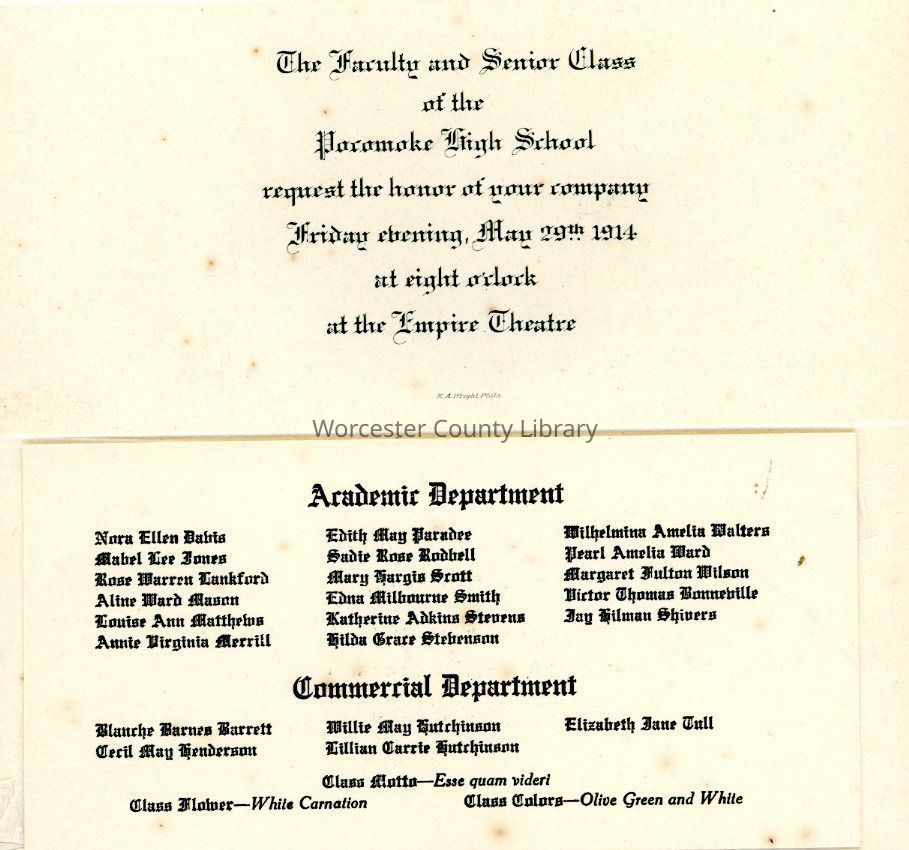 The Faculty and Senior Class
of the
Pocomoke High School
request the honor of your company
Friday evening, May 29th 1914
at eight o'clock
at the Empire Theatre
E.A. Wright, Phila.
Worcester County Library
Academic Department
Nora Ellen Davis
Mabel Lee Jones
Rose Warren Lankford
Aline Ward Mason
Louise Ann Matthews
Annie Virginia Merrill
Edith May Paradee
Sadie Rose Rodbell
Mary Hargis Scott
Edna Milbourne Smith
Katherine Adkins Stevens
Hilda Grace Stevenson
Wilhelmina Amelia Walters
Pearl Amelia Ward
Margaret Fulton Wilson
Victor Thomas Bonneville
Jay Hilman Shivers
Commercial Department
Blanche Barnes Barrett
Cecil May Henderson
Willie May Hutchinson
Lillian Carrie Hutchinson
Elizabeth Jane Tull
Class Motto—Esse quam videri
Class Flower—White Carnation
Class Colors—Olive Green and White